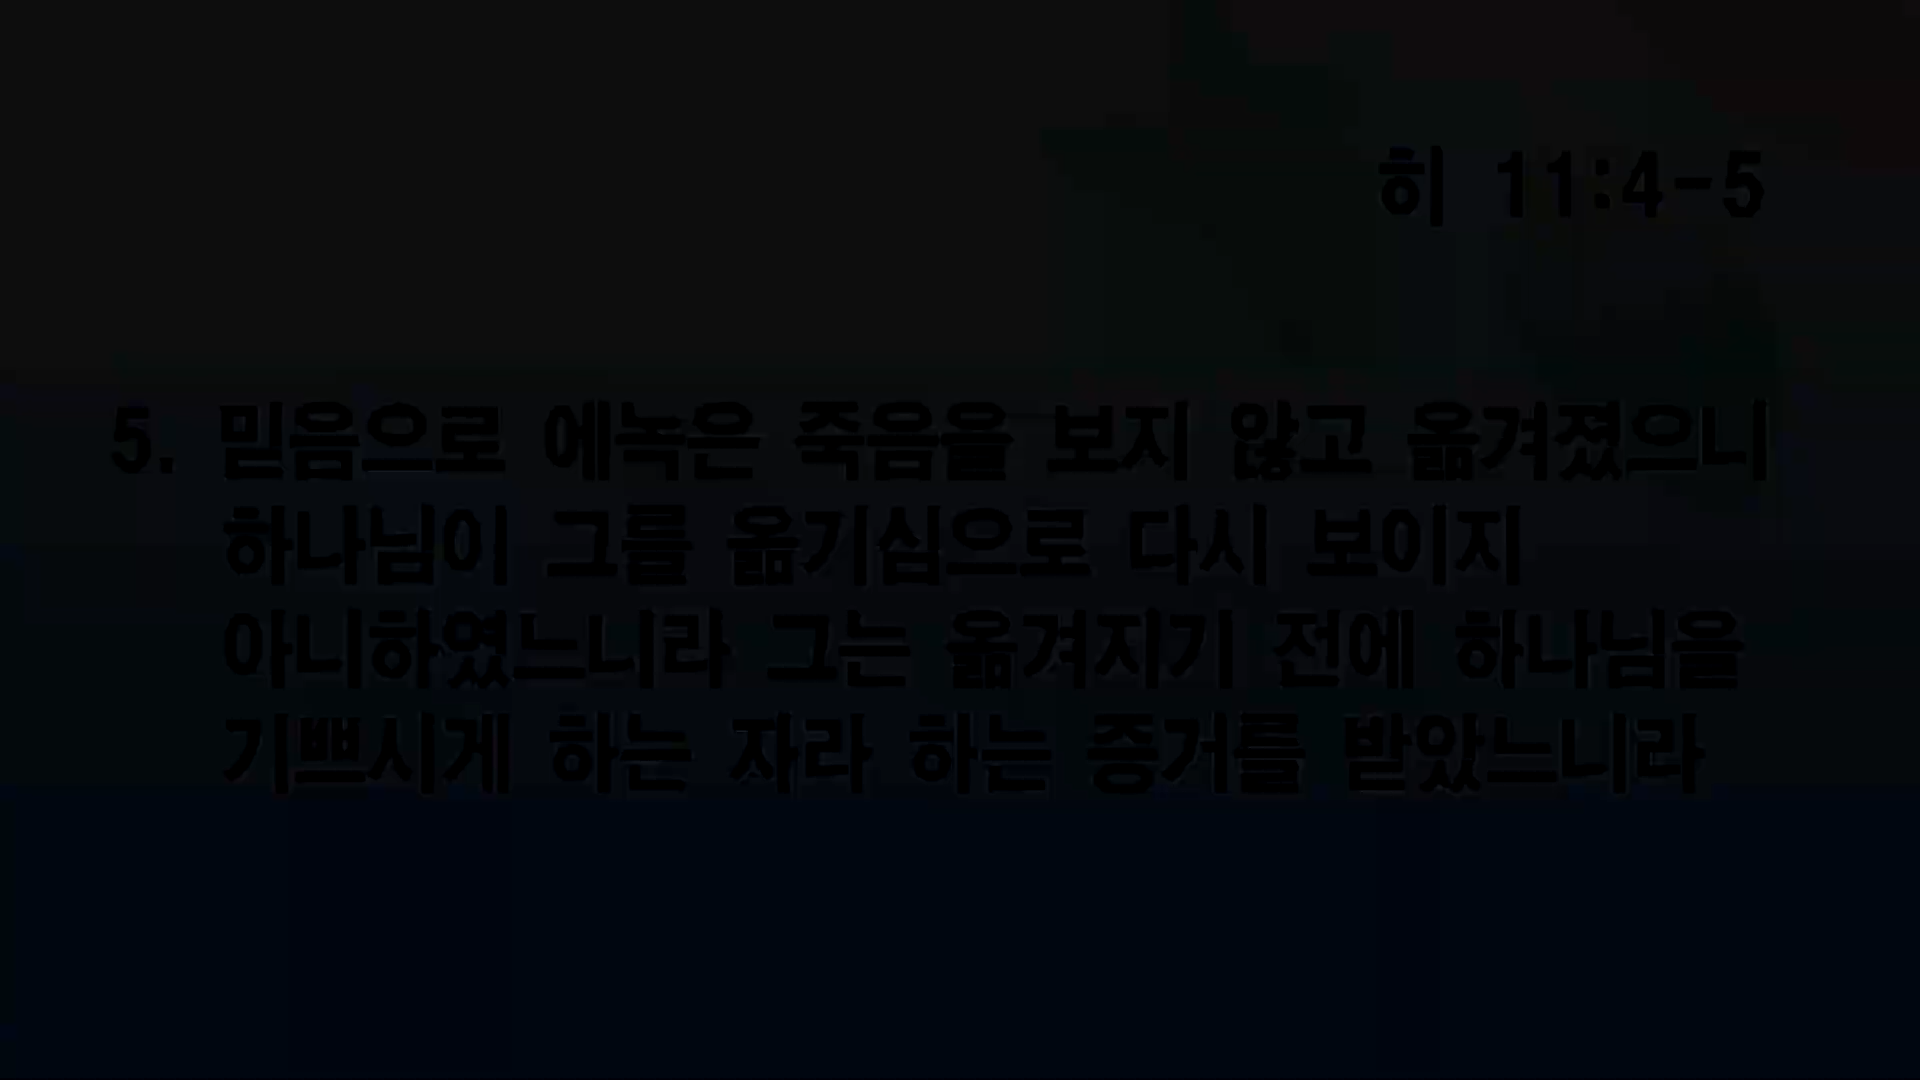 히 11:4-5
5. 믿음으로 에녹은 죽음을 보지 않고 옮겨졌으니
하나님이 그를 옮기심으로 다시 보이지
아니하였느니라 그는 옮겨지기 전에 하나님을
기쁘시게 하는 자라 하는 증거를 받았느니라